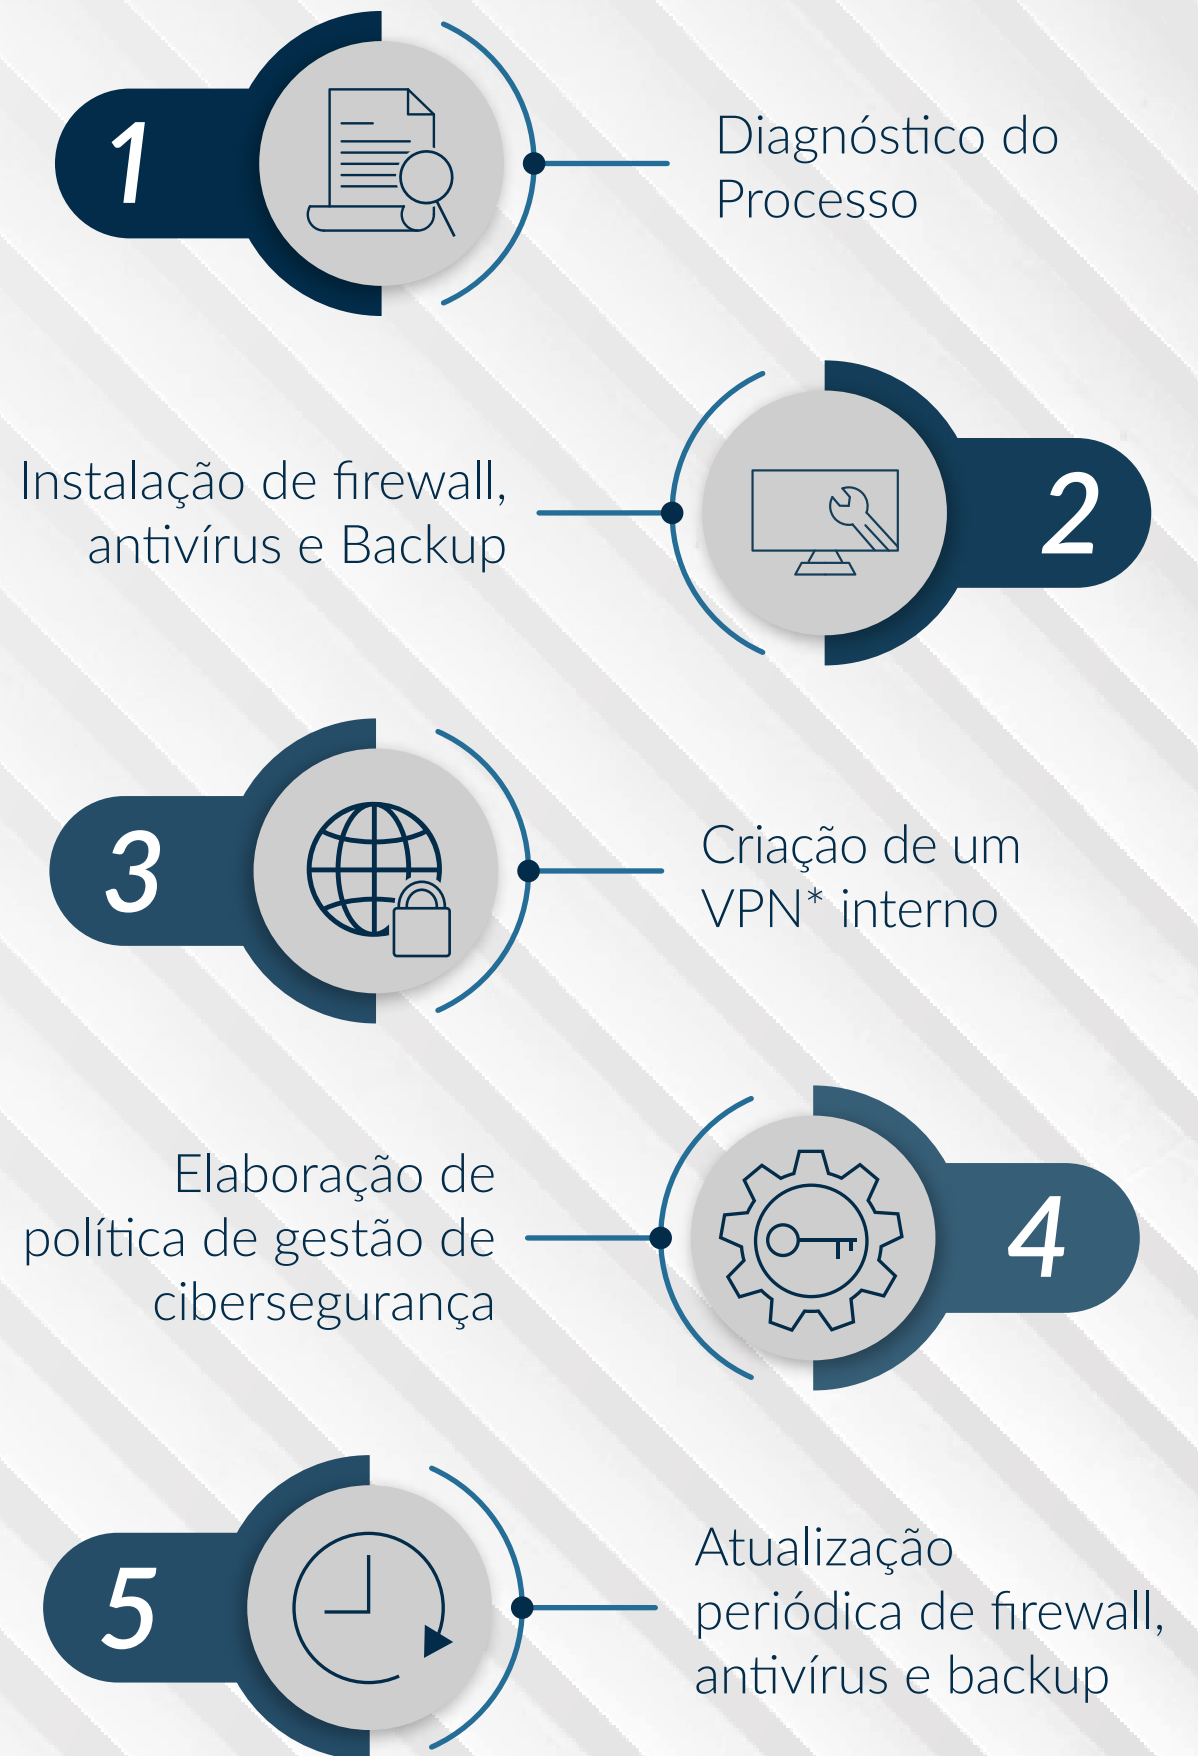 1
Diagnóstico do
Processo
Instalação de firewall,
antivírus e Backup
2
3
Criação de um
VPN* interno
Elaboração de
política de gestão de
cibersegurança
4
5
Atualização
periódica de firewall,
antivírus e backup